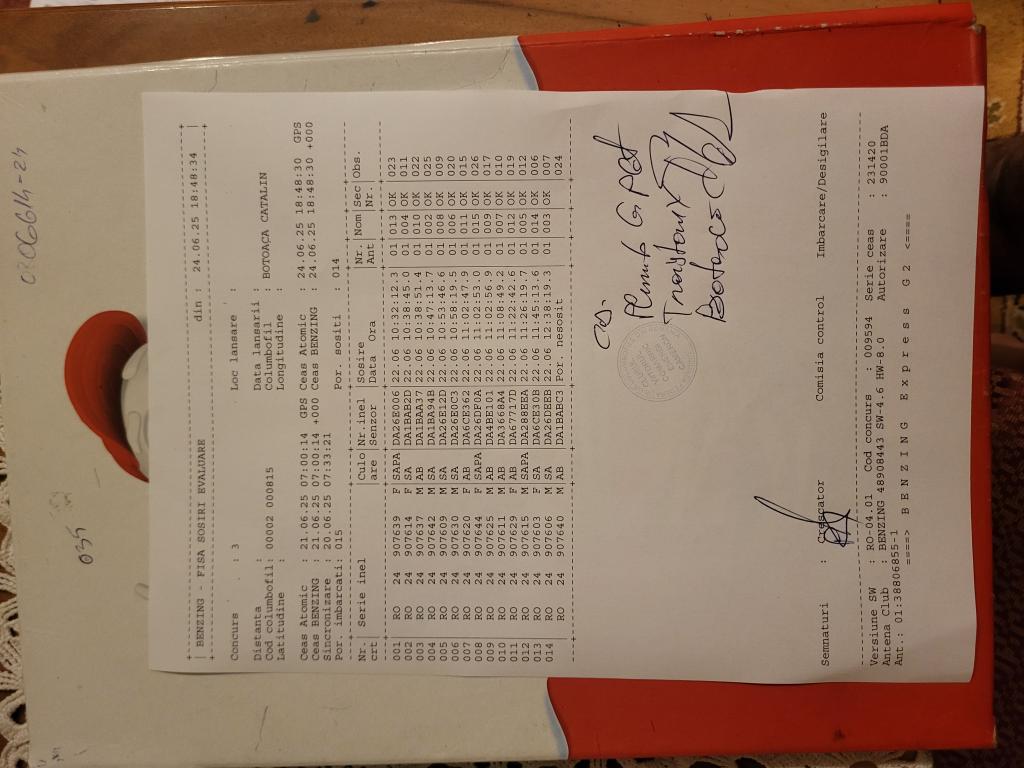 | BENZING - FISA SOSIRI EVALUARE din : 24.06.25 18:48:34 |
Concurs : 3 Loc lansare :
Distanta Data lansarii :
Cod columbofil: 00002 000815 Columbofil : BOTOACA CATALIN
Latitudine : Longitudine :
Ceas Atomic : 21.06.25 07:00:14 GPS Ceas Atomic : 24.06.25 18:48:30 GPS
Ceas BENZING : 21.06.25 07:00:14 +000 Ceas BENZING : 24.06.25 18:48:30 +000
Sincronizare : 20.06.25 07:33:21
Por. imbarcati: 015 Por. sositi : 014
Nr. Serie inel |Culo|Nr.inel |Sosire |Nr. |Nom|Sec|Obs.
crt |are |Senzor |Data Ora |Ant | |Nr.|
001 RO 24 907639 F SAPA DA26E006 22.06 10:32:12.3 01 013 OK 023
002 RO 24 907614 F SA DA1BAB2D 22.06 10:38:45.0 01 004 OK 011
003 RO 24 907637 M AB DA1BAA37 22.06 10:38:51.4 01 010 OK 022
004 RO 24 907642 M SA DA1BA94B 22.06 10:47:13.7 01 002 OK 025
005 RO 24 907609 M SA DA26E12D 22.06 10:53:46.6 01 008 OK 009
006 RO 24 907630 M SA DA26E0C3 22.06 10:58:19.5 01 006 OK 020
007 RO 24 907620 F AB DA6CE362 22.06 11:02:47.9 01 011 OK 015
008 RO 24 907644 F SAPA DA26DF0A 22.06 11:02:53.0 01 015 OK 026
009 RO 24 907625 M AB DA4BE101 22.06 11:02:56.9 01 009 OK 017
010 RO 24 907611 M AB DA3668A4 22.06 11:08:49.2 01 007 OK 010
011 RO 24 907629 F AB DA67717D 22.06 11:22:42.6 01 012 OK 019
012 RO 24 907615 M SAPA DA288EEA 22.06 11:26:19.7 01 005 OK 012
013 RO 24 907603 F SA DA6CE30B 22.06 11:45:13.6 01 014 OK 006
014 RO 24 907606 M SA DA26DEEB 22.06 12:38:19.3 01 003 OK 007
RO 24 907640 M AB DA1BABC3 Por. nesosit 024
Semnaturi : Crescator Comisia control Imbarcare/Desigilare
Versiune SW : RO-04.01 Cod concurs : 009594 Serie ceas : 231420
Antena Club : BENZING 48908443 SW-4.6 HW-8.0 Autorizare : 90001BDA
Ant.: 01:38806855-1
====> B E N Z I N G E x p r e s s G 2 <====
035